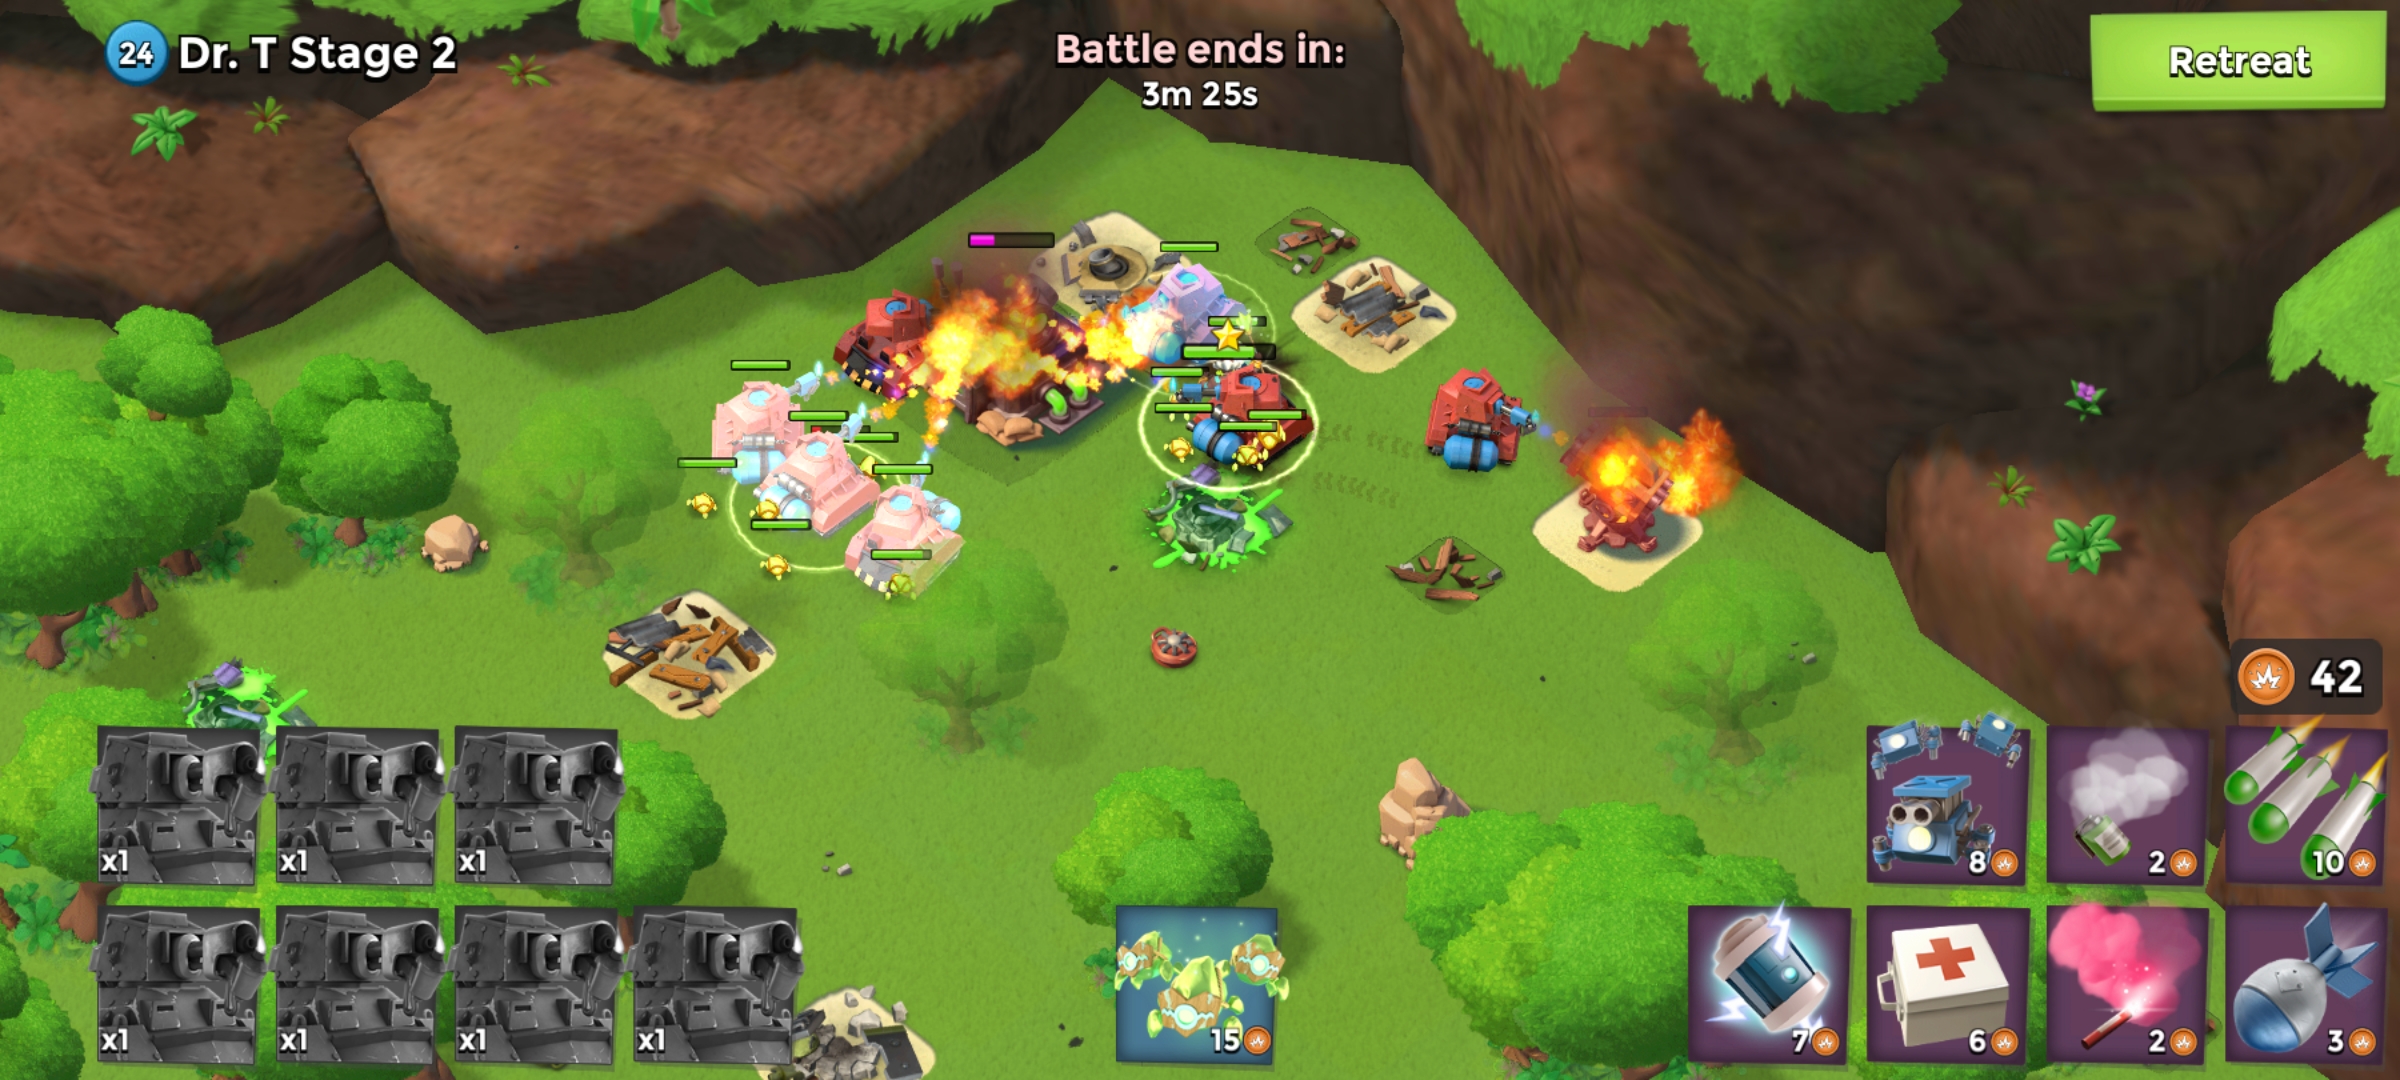 24 Dr. T Stage 2
Battle ends in:
3m 25s
Retreat
42
x1 x1 x1
8 2 10
x1 x1 x1 x1
15
7 6 2 3